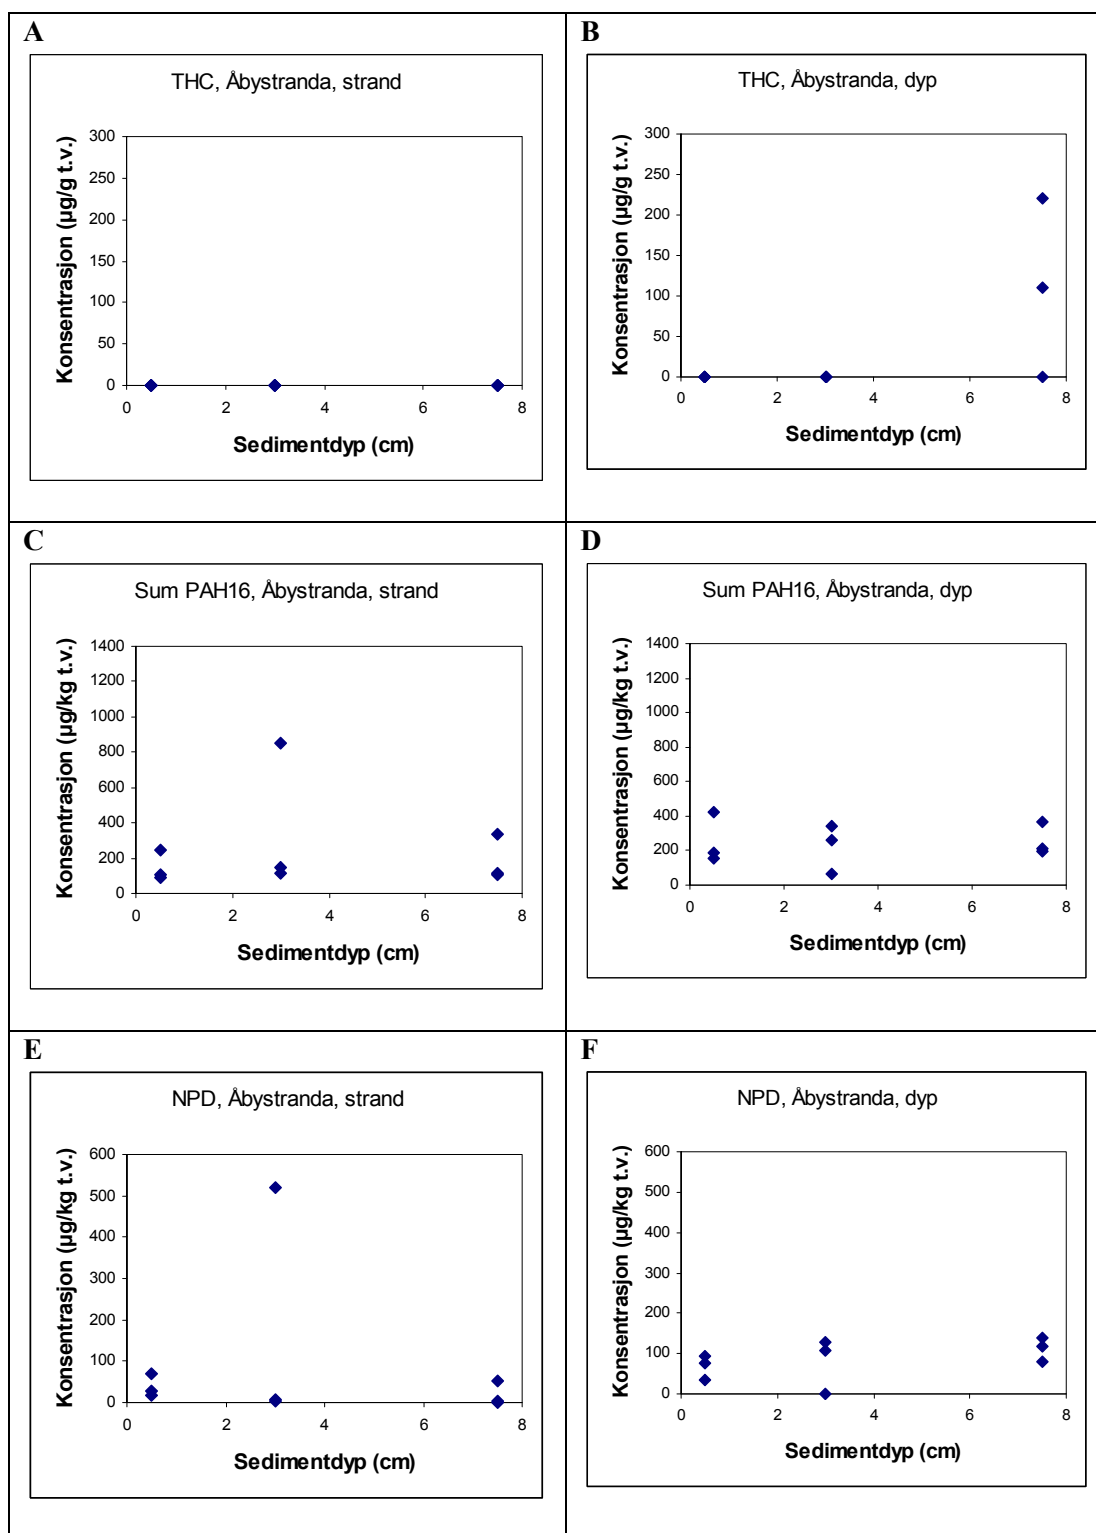 A
THC, Åbystranda, strand
Konsentrasjon (µg/g t.v.)
300
250
200
150
100
50
0
0 2 4 6 8
Sedimentdyp (cm)
B
THC, Åbystranda, dyp
Konsentrasjon (µg/g t.v.)
300
250
200
150
100
50
0
0 2 4 6 8
Sedimentdyp (cm)
C
Sum PAH16, Åbystranda, strand
Konsentrasjon (µg/kg t.v.)
1400
1200
1000
800
600
400
200
0
0 2 4 6 8
Sedimentdyp (cm)
D
Sum PAH16, Åbystranda, dyp
Konsentrasjon (µg/kg t.v.)
1400
1200
1000
800
600
400
200
0
0 2 4 6 8
Sedimentdyp (cm)
E
NPD, Åbystranda, strand
Konsentrasjon (µg/kg t.v.)
600
500
400
300
200
100
0
0 2 4 6 8
Sedimentdyp (cm)
F
NPD, Åbystranda, dyp
Konsentrasjon (µg/kg t.v.)
600
500
400
300
200
100
0
0 2 4 6 8
Sedimentdyp (cm)